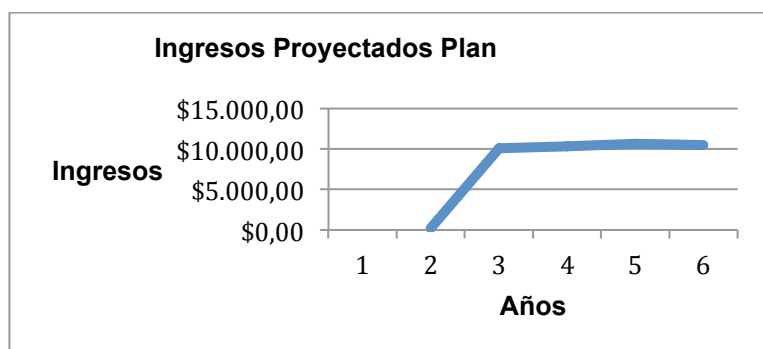 Ingresos Proyectados Plan
Ingresos
$15.000,00
$10.000,00
$5.000,00
$0,00
1 2 3 4 5 6
Años